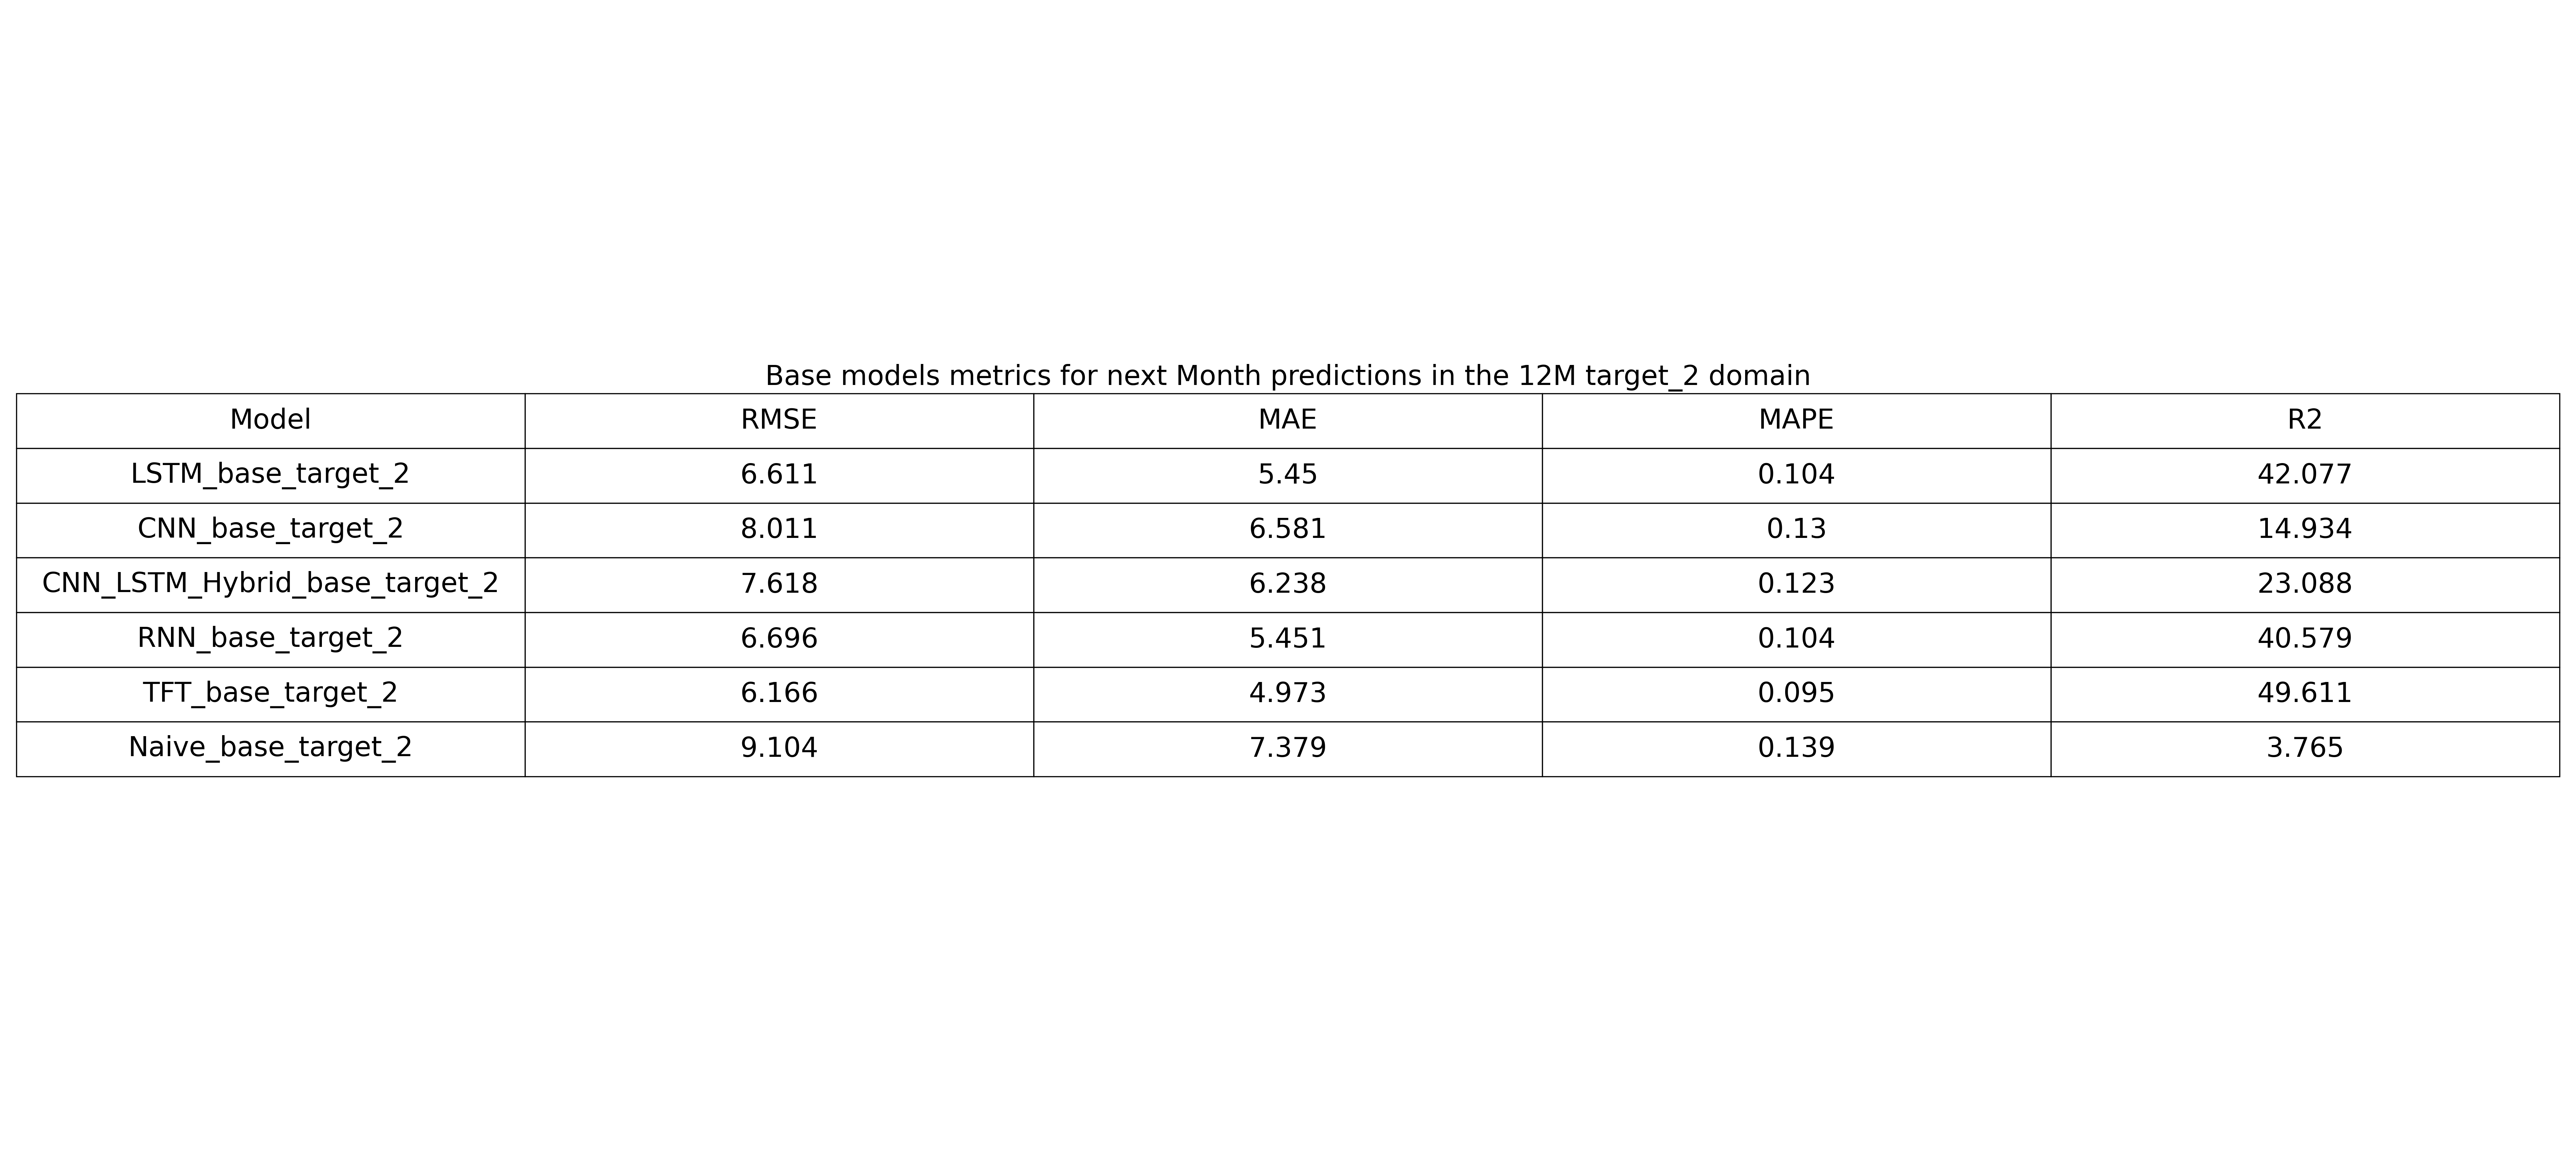 Base models metrics for next Month predictions in the 12M target_2 domain
Model RMSE MAE MAPE R2
LSTM_base_target_2 6.611 5.45 0.104 42.077
CNN_base_target_2 8.011 6.581 0.13 14.934
CNN_LSTM_Hybrid_base_target_2 7.618 6.238 0.123 23.088
RNN_base_target_2 6.696 5.451 0.104 40.579
TFT_base_target_2 6.166 4.973 0.095 49.611
Naive_base_target_2 9.104 7.379 0.139 3.765